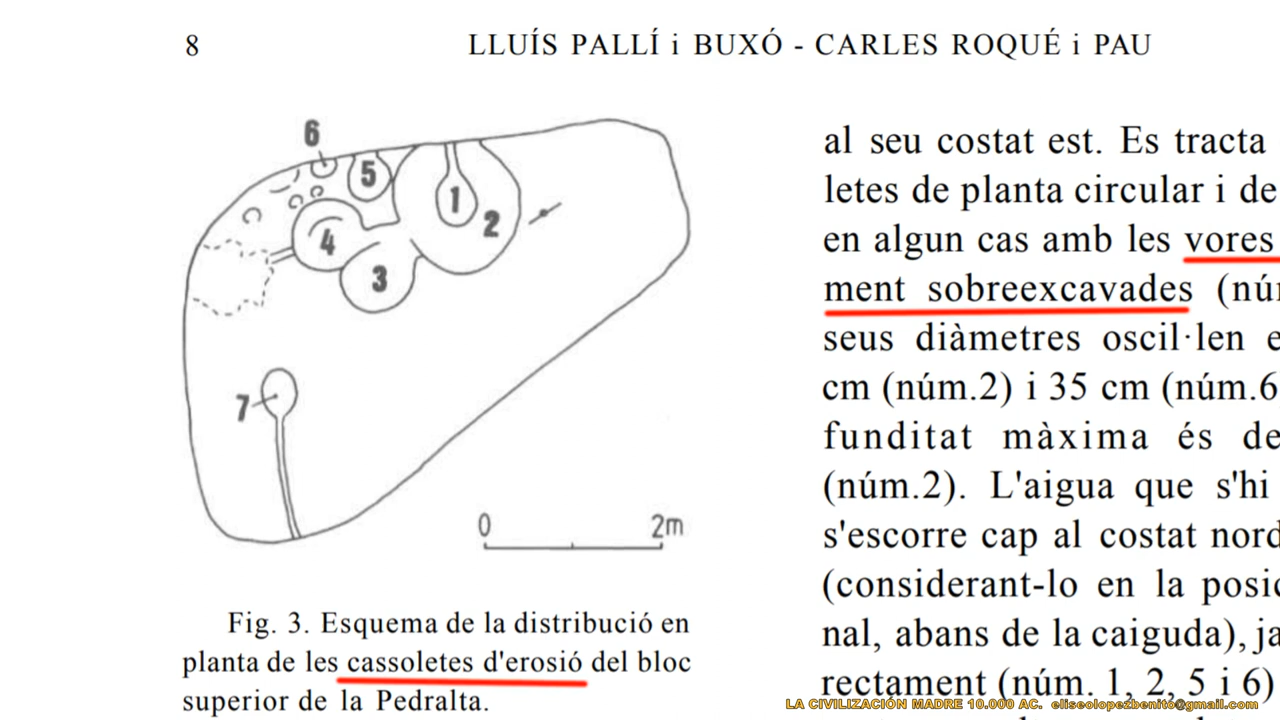 8
LLUÍS PALLÍ i BUXÓ - CARLES ROQUÉ i PAU
6
5
1
2
4
3
7
0 2m
Fig. 3. Esquema de la distribució en
planta de les cassoletes d'erosió del bloc
superior de la Pedralta.
al seu costat est. Es tracta
letes de planta circular i de
en algun cas amb les vores
ment sobreexcavades (nú
seus diàmetres oscil·len e
cm (núm.2) i 35 cm (núm.6
funditat màxima és de
(núm.2). L'aigua que s'hi
s'escorre cap al costat nord
(considerant-lo en la posic
nal, abans de la caiguda), ja
rectament (núm. 1, 2, 5 i 6)
LA CIVILIZACIÓN MADRE 10.000 AC. eliseolopezbenito@gmail.com